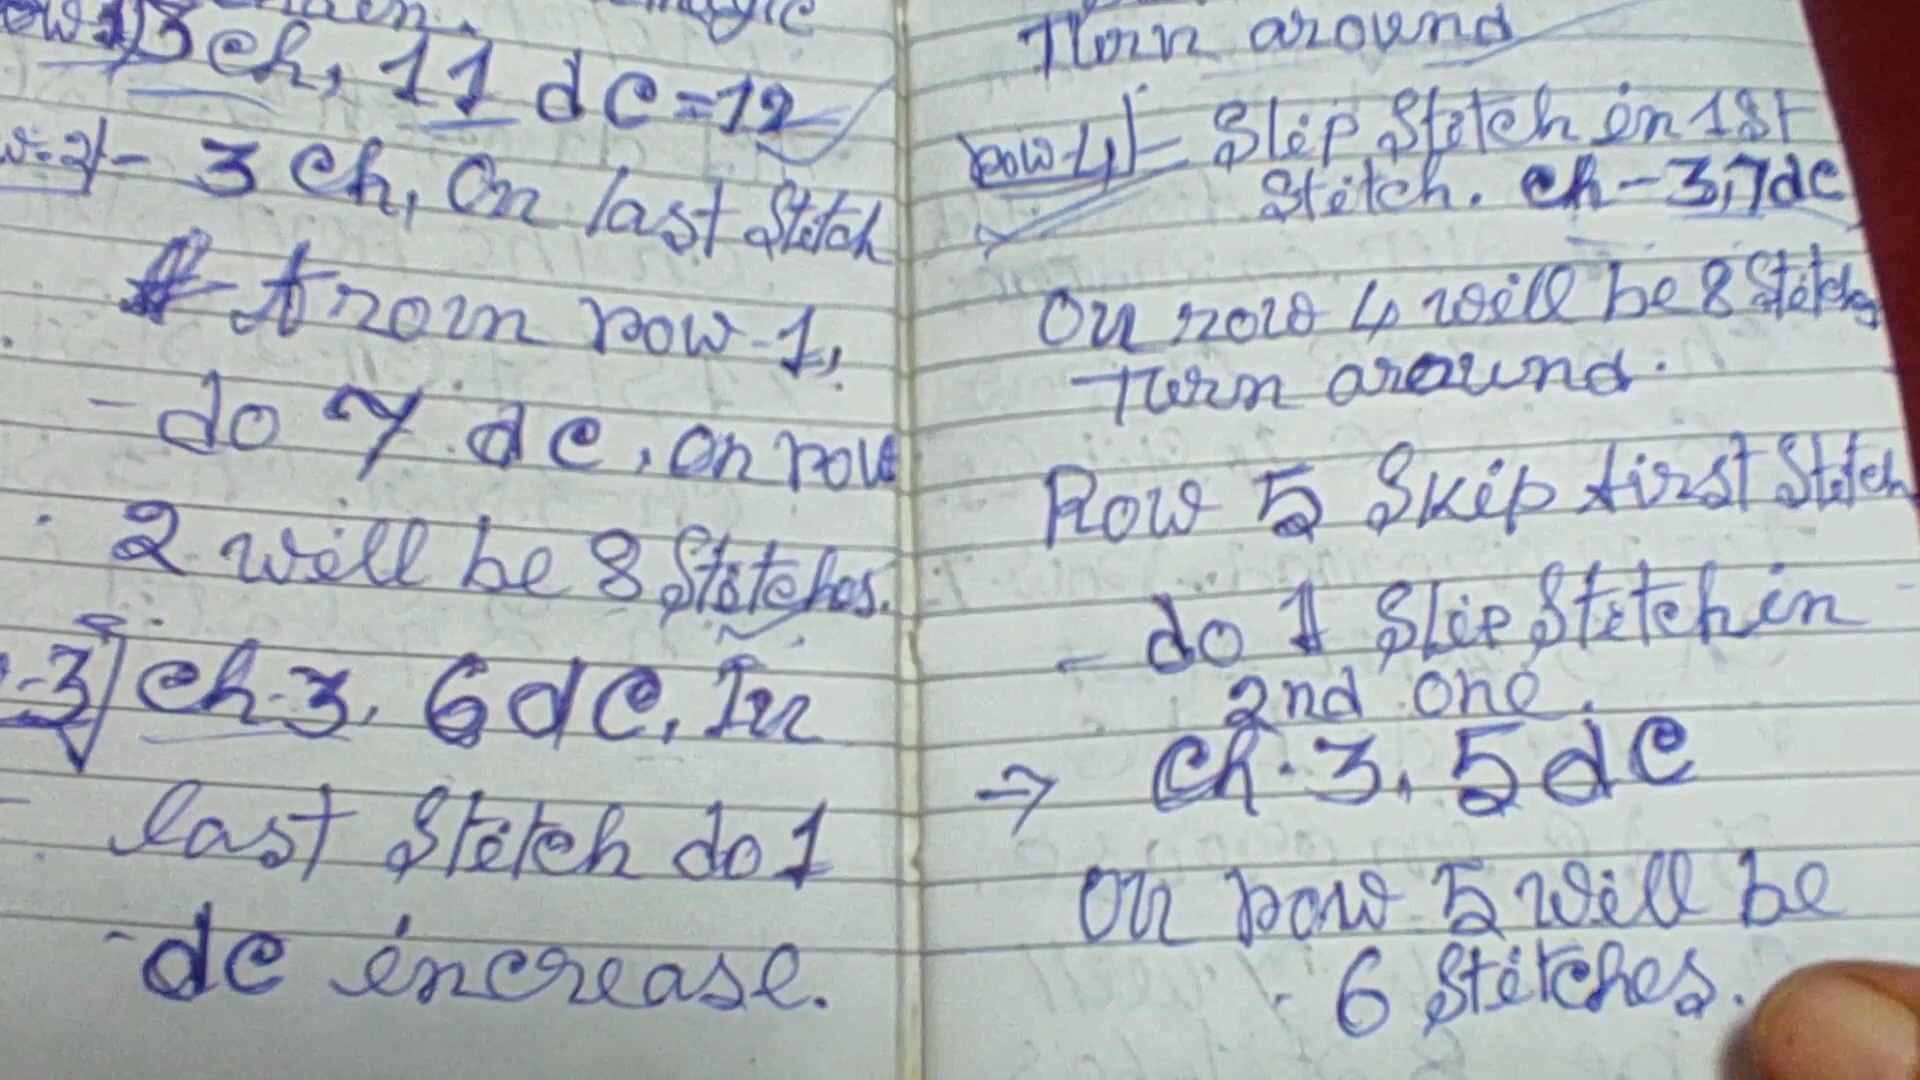 3 ch, 11 dc = 12
- 3 ch, On last Stitch
from row-1,
- do 7 dc, on row
2 will be 8 Stitches.
-3) ch-3, 6 dc, In
last Stitch do 1
- dc increase.
Turn around
row-4)- Slip Stitch in 1st
Stitch. ch-3, 7dc
On row 4 will be 8 Stitches
Turn around.
Row 5 Skip first Stitch
- do 1 Slip Stitch in
2nd one.
→ ch-3, 5 dc
On row 5 will be
- 6 Stitches.